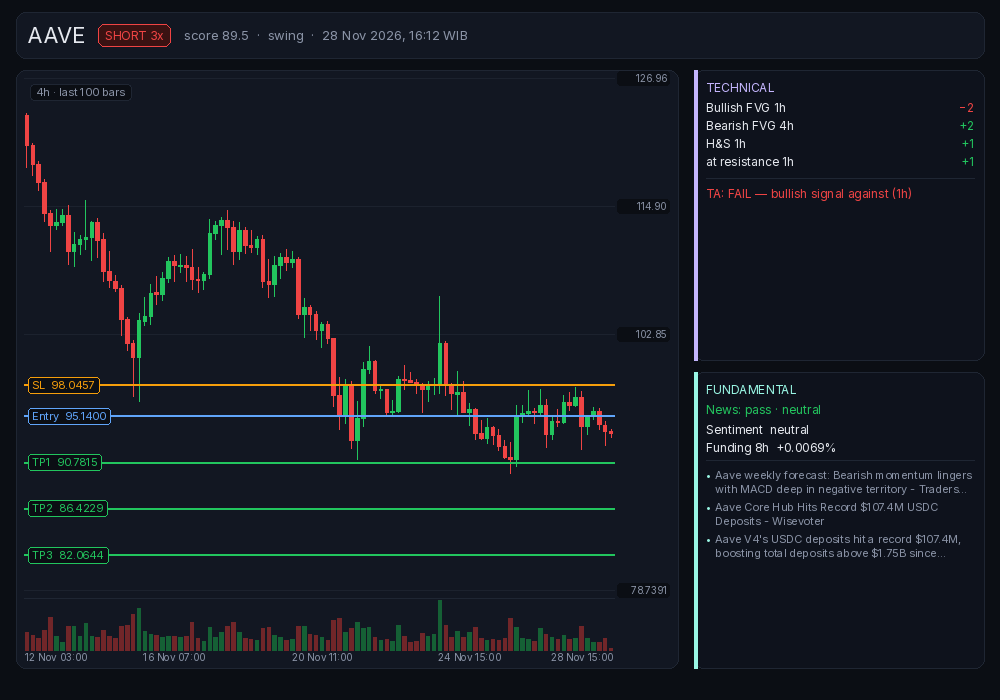 AAVE SHORT 3x score 89.5 · swing · 28 Nov 2026, 16:12 WIB
4h · last 100 bars
126.96
114.90
102.85
SL 98.0457
Entry 95.1400
TP1 90.7815
TP2 86.4229
TP3 82.0644
78.7391
12 Nov 03:00 16 Nov 07:00 20 Nov 11:00 24 Nov 15:00 28 Nov 15:00
TECHNICAL
Bullish FVG 1h −2
Bearish FVG 4h +2
H&S 1h +1
at resistance 1h +1
TA: FAIL — bullish signal against (1h)
FUNDAMENTAL
News: pass · neutral
Sentiment neutral
Funding 8h +0.0069%
• Aave weekly forecast: Bearish momentum lingers
with MACD deep in negative territory - Traders...
• Aave Core Hub Hits Record $107.4M USDC
Deposits - Wisevoter
• Aave V4's USDC deposits hit a record $107.4M,
boosting total deposits above $1.75B since...